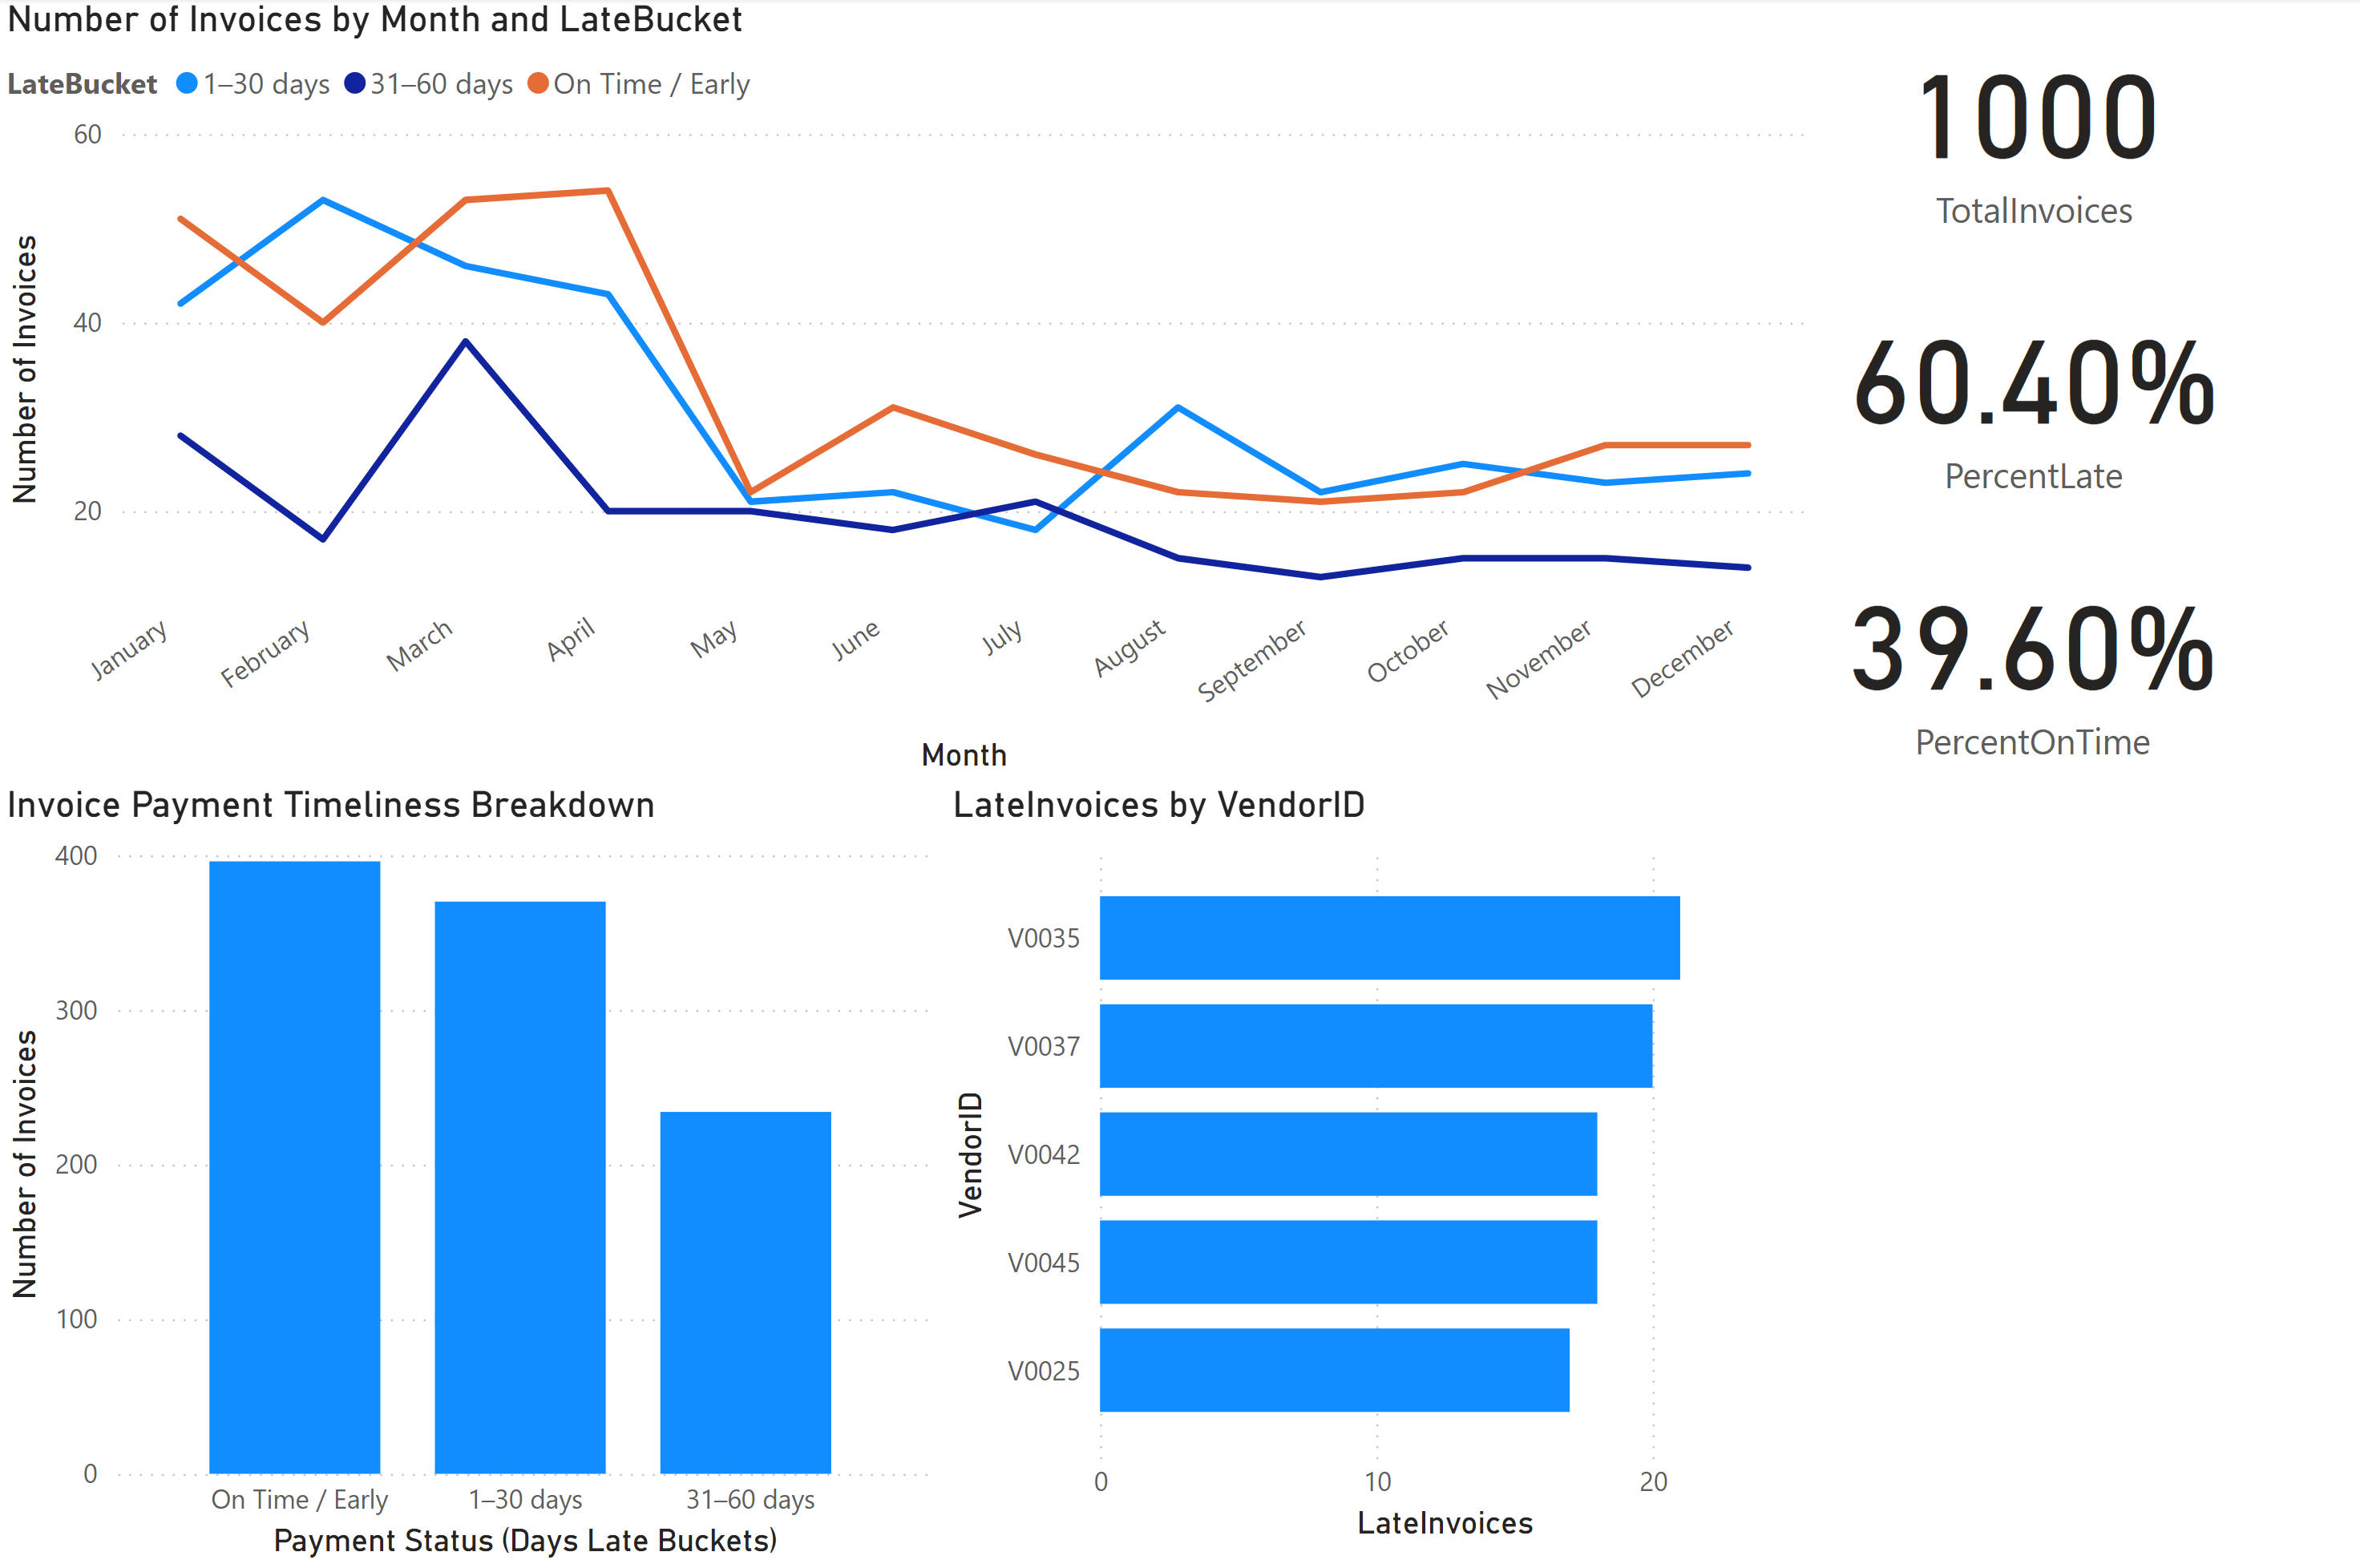 Number of Invoices by Month and LateBucket
LateBucket 1–30 days 31–60 days On Time / Early
Number of Invoices
60
40
20
January February March April May June July August September October November December
Month
1000
TotalInvoices
60.40%
PercentLate
39.60%
PercentOnTime
Invoice Payment Timeliness Breakdown
Number of Invoices
400
300
200
100
0
On Time / Early 1–30 days 31–60 days
Payment Status (Days Late Buckets)
LateInvoices by VendorID
VendorID
V0035
V0037
V0042
V0045
V0025
0 10 20
LateInvoices